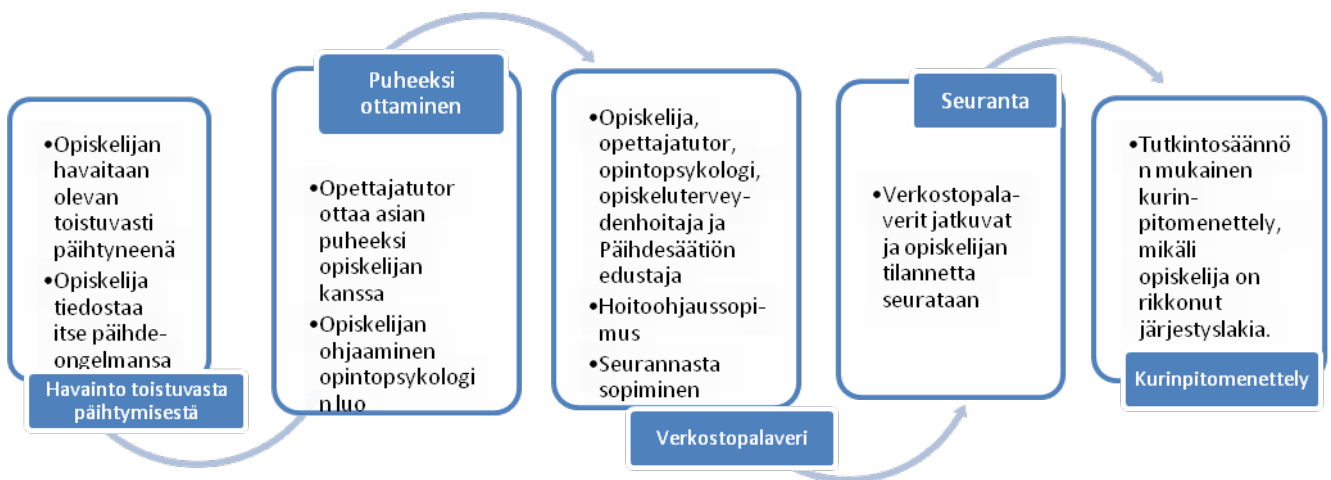 •Opiskelijan
havaitaan
olevan
toistuvasti
päihtyneenä
•Opiskelija
tiedostaa
itse päihde-
ongelmansa
Havainto toistuvasta
päihtymisestä
Puheeksi
ottaminen
•Opettajatutor
ottaa asian
puheeksi
opiskelijan
kanssa
•Opiskelijan
ohjaaminen
opintopsykologi
n luo
•Opiskelija,
opettajatutor,
opintopsykologi,
opiskelutervey-
denhoitaja ja
Päihdesäätiön
edustaja
•Hoitoohjaussopi-
mus
•Seurannasta
sopiminen
Verkostopalaveri
Seuranta
•Verkostopala-
verit jatkuvat
ja opiskelijan
tilannetta
seurataan
•Tutkintosäännö
n mukainen
kurin-
pitomenettely,
mikäli
opiskelija on
rikkonut
järjestyslakia.
Kurinpitomenettely